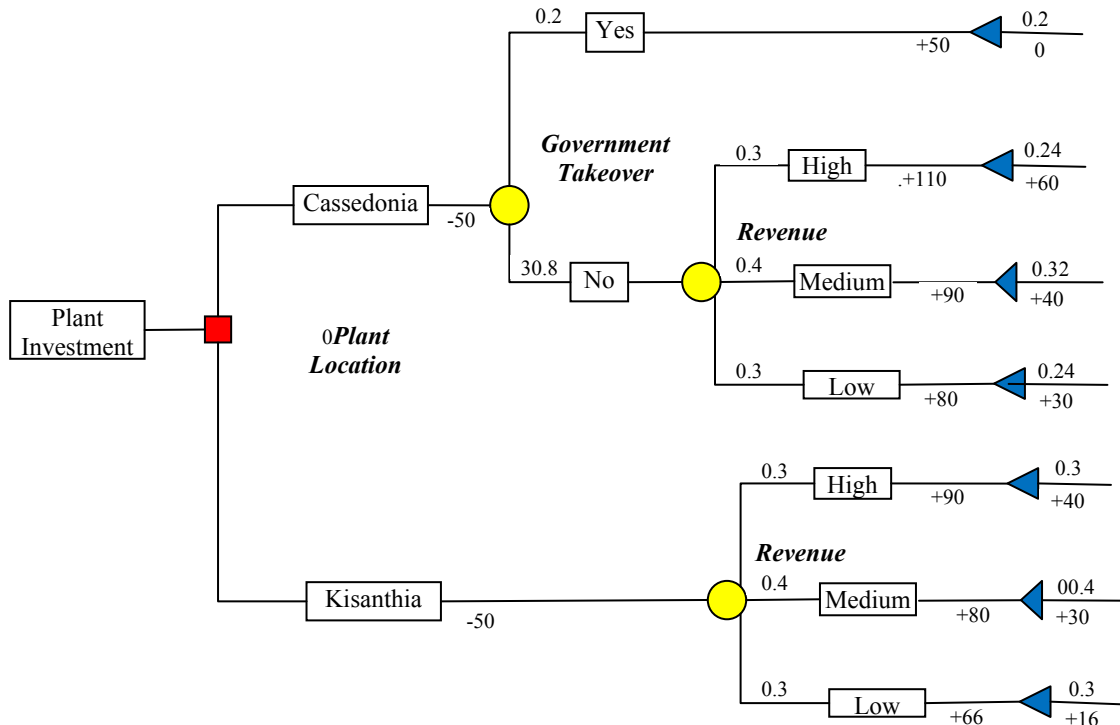 0.2
Yes
+50
0.2
0
Government
Takeover
0.3
High
.+110
0.24
+60
Cassedonia
-50
Revenue
30.8
No
0.4
Medium
+90
0.32
+40
Plant
Investment
0Plant
Location
0.3
Low
+80
0.24
+30
0.3
High
+90
0.3
+40
Revenue
Kisanthia
-50
0.4
Medium
+80
00.4
+30
0.3
Low
+66
0.3
+16